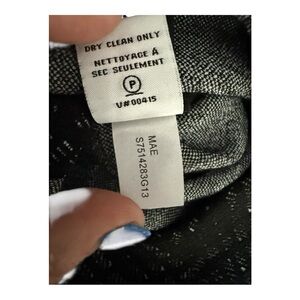 DRY CLEAN ONLY
NETTOYAGE À
SEC SEULEMENT
P
V#00415
MAE
S7514283G13